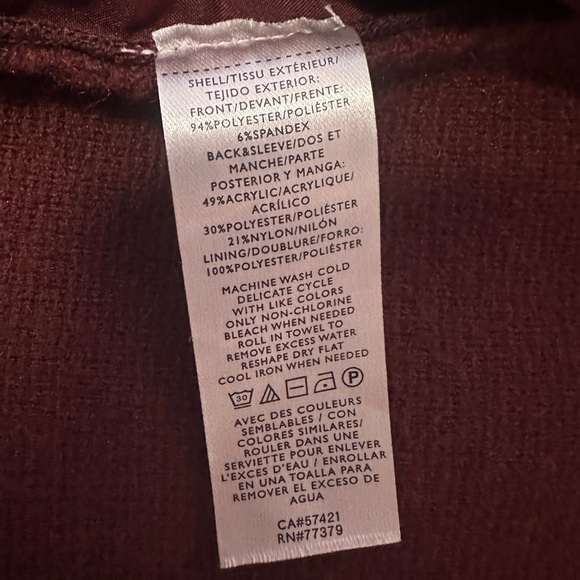 SHELL/TISSU EXTÉRIEUR/
TEJIDO EXTERIOR:
FRONT/DEVANT/FRENTE:
94%POLYESTER/POLIÉSTER
6%SPANDEX
BACK&SLEEVE/DOS ET
MANCHE/PARTE
POSTERIOR Y MANGA:
49%ACRYLIC/ACRYLIQUE/
ACRÍLICO
30%POLYESTER/POLIÉSTER
21%NYLON/NILÓN
LINING/DOUBLURE/FORRO:
100%POLYESTER/POLIÉSTER
MACHINE WASH COLD
DELICATE CYCLE
WITH LIKE COLORS
ONLY NON-CHLORINE
BLEACH WHEN NEEDED
ROLL IN TOWEL TO
REMOVE EXCESS WATER
RESHAPE DRY FLAT
COOL IRON WHEN NEEDED
30 P
AVEC DES COULEURS
SEMBLABLES / CON
COLORES SIMILARES/
ROULER DANS UNE
SERVIETTE POUR ENLEVER
L'EXCES D'EAU / ENROLLAR
EN UNA TOALLA PARA
REMOVER EL EXCESO DE
AGUA
CA#57421
RN#77379